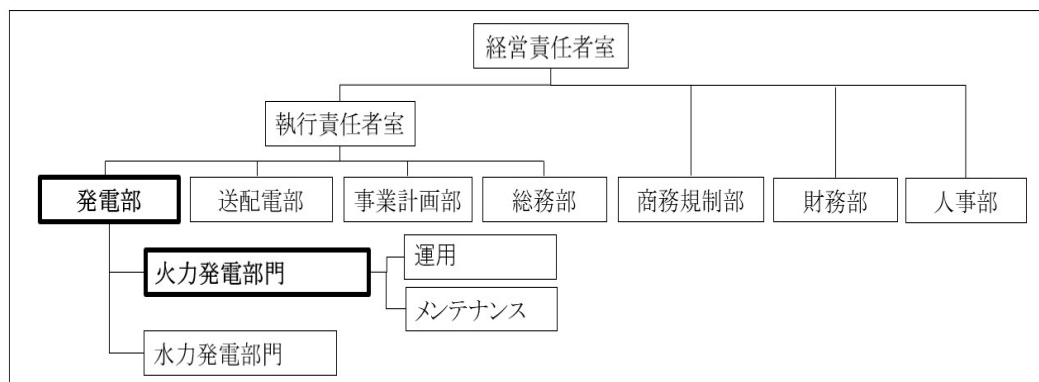 経営責任者室
執行責任者室
発電部
送配電部
事業計画部
総務部
商務規制部
財務部
人事部
火力発電部門
運用
メンテナンス
水力発電部門